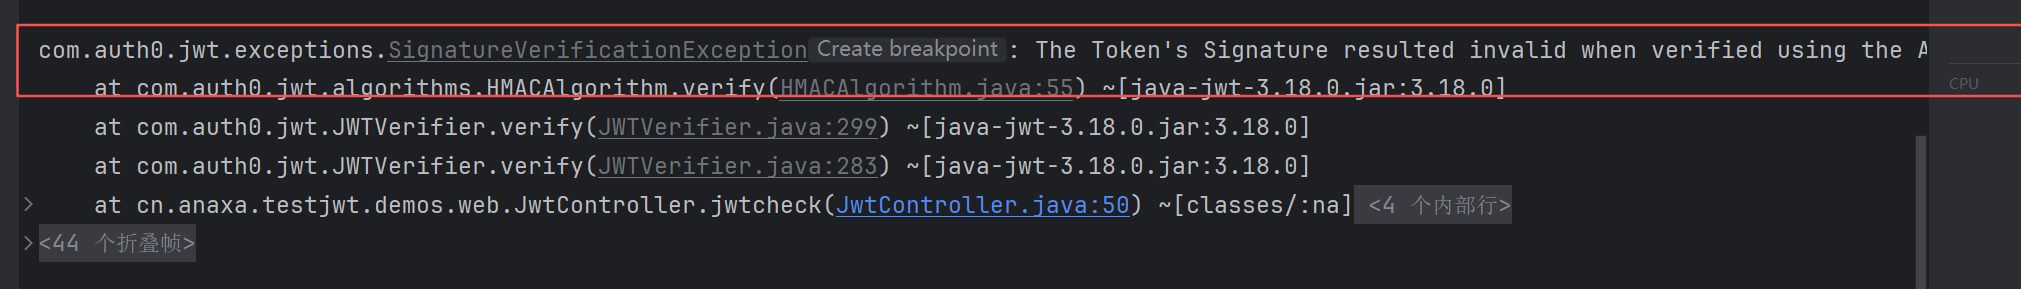 com.auth0.jwt.exceptions.SignatureVerificationException Create breakpoint : The Token's Signature resulted invalid when verified using the A
at com.auth0.jwt.algorithms.HMACAlgorithm.verify(HMACAlgorithm.java:55) ~[java-jwt-3.18.0.jar:3.18.0]
CPU
at com.auth0.jwt.JWTVerifier.verify(JWTVerifier.java:299) ~[java-jwt-3.18.0.jar:3.18.0]
at com.auth0.jwt.JWTVerifier.verify(JWTVerifier.java:283) ~[java-jwt-3.18.0.jar:3.18.0]
at cn.anaxa.testjwt.demos.web.JwtController.jwtcheck(JwtController.java:50) ~[classes/:na] <4 个内部行>
<44 个折叠帧>